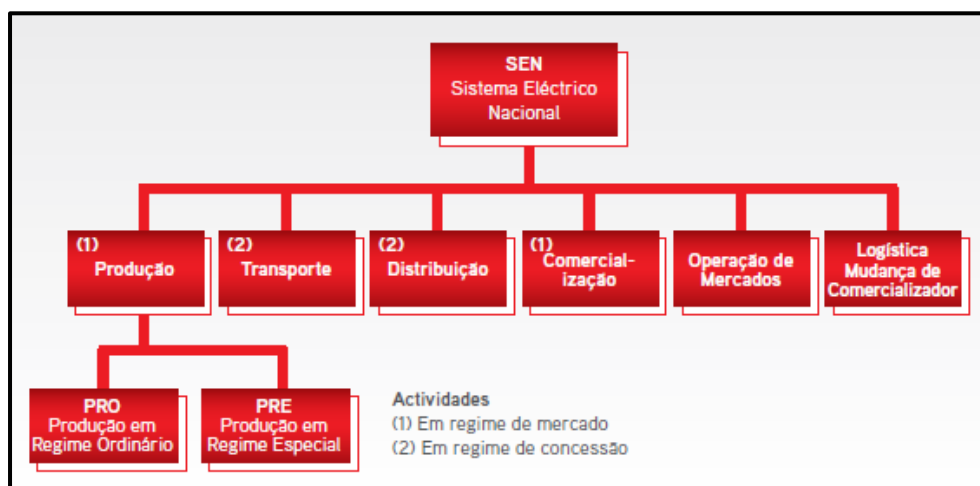 SEN
Sistema Eléctrico
Nacional
(1)
Produção
(2)
Transporte
(2)
Distribuição
(1)
Comercial-
ização
Operação de
Mercados
Logística
Mudança de
Comercializador
PRO
Produção em
Regime Ordinário
PRE
Produção em
Regime Especial
Actividades
(1) Em regime de mercado
(2) Em regime de concessão